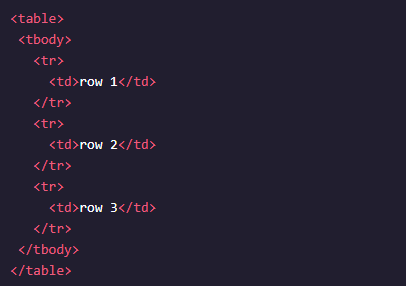 <table>
 <tbody>
   <tr>
     <td>row 1</td>
   </tr>
   <tr>
     <td>row 2</td>
   </tr>
   <tr>
     <td>row 3</td>
   </tr>
 </tbody>
</table>